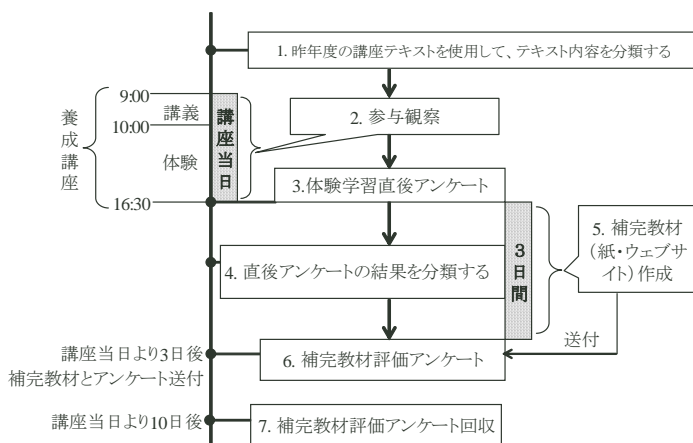 1. 昨年度の講座テキストを使用して、テキスト内容を分類する
9:00
講義
10:00
体験
16:30
養成講座
講座当日
2. 参与観察
3.体験学習直後アンケート
4. 直後アンケートの結果を分類する
3日間
5. 補完教材
(紙・ウェブサ
イト)作成
送付
講座当日より3日後
補完教材とアンケート送付
6. 補完教材評価アンケート
講座当日より10日後
7. 補完教材評価アンケート回収